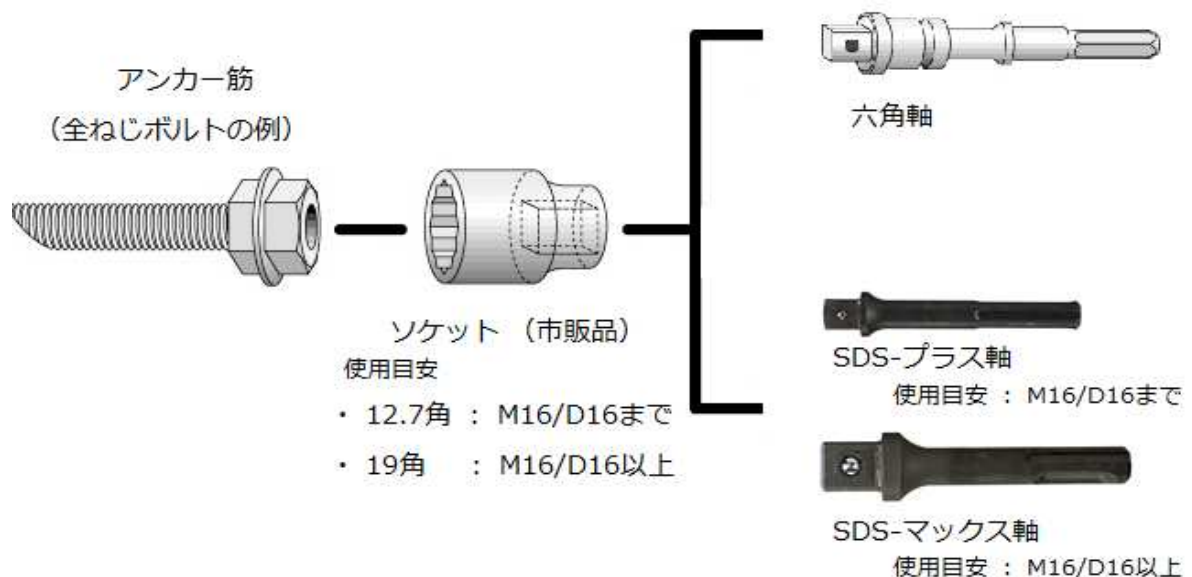 アンカー筋
（全ねじボルトの例）
ソケット （市販品）
使用目安
・ 12.7角 ： M16/D16まで
・ 19角 ： M16/D16以上
六角軸
SDS-プラス軸
使用目安 ： M16/D16まで
SDS-マックス軸
使用目安 ： M16/D16以上